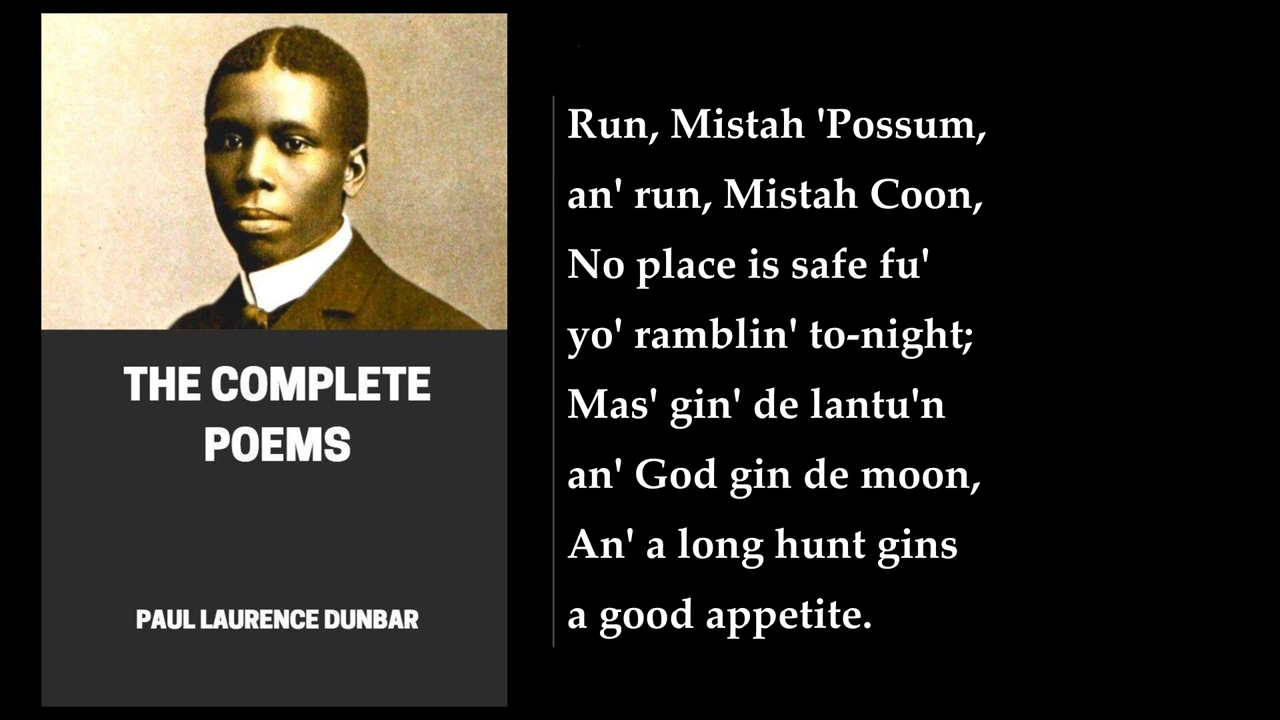 THE COMPLETE
POEMS
PAUL LAURENCE DUNBAR
Run, Mistah 'Possum,
an' run, Mistah Coon,
No place is safe fu'
yo' ramblin' to-night;
Mas' gin' de lantu'n
an' God gin de moon,
An' a long hunt gins
a good appetite.